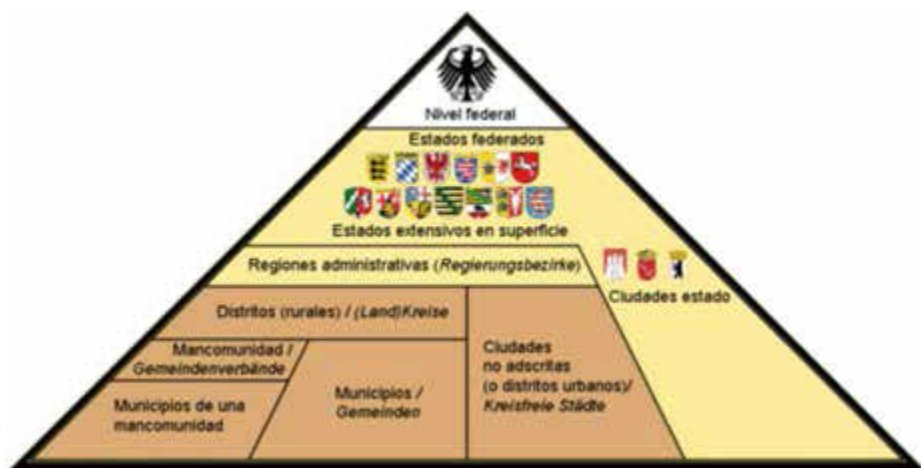 Nivel federal
Estados federados
Estados extensivos en superficie
Regiones administrativas (Regierungsbezirke)
Ciudades estado
Distritos (rurales) / (Land)Kreise
Mancomunidad /
Gemeindenverbände
Municipios de una
mancomunidad
Municipios /
Gemeinden
Ciudades
no adscritas
(o distritos urbanos)/
Kreisfreie Städte